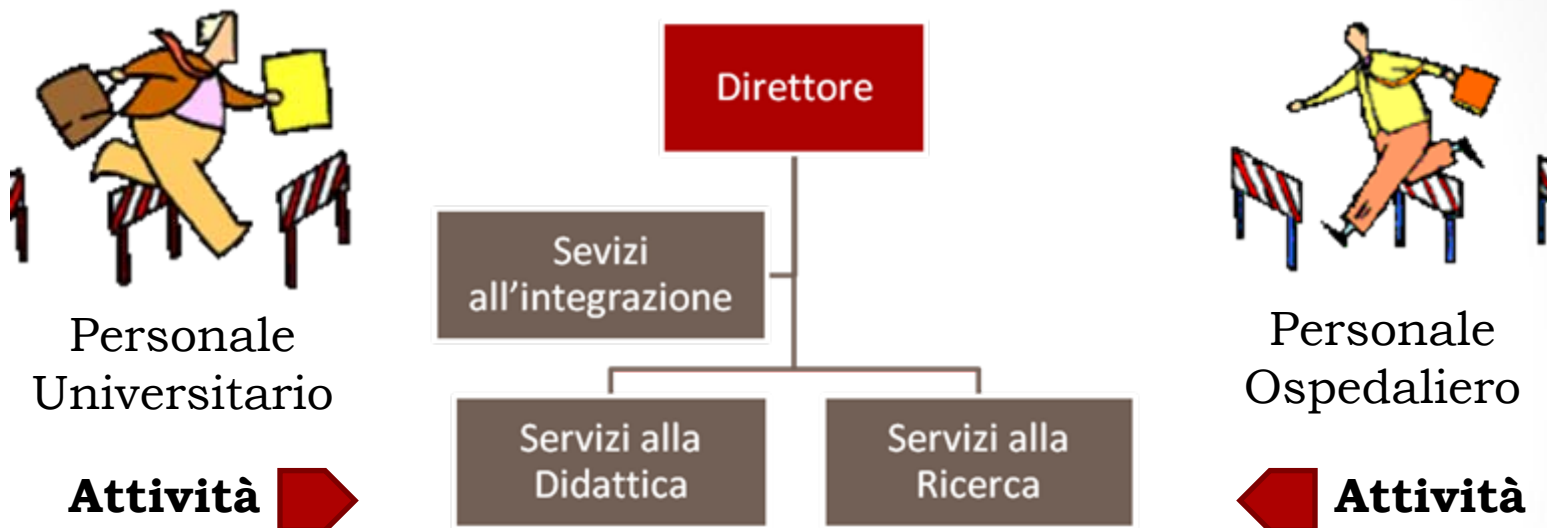 Direttore
Sevizi
all’integrazione
Personale
Universitario
Personale
Ospedaliero
Servizi alla
Didattica
Servizi alla
Ricerca
Attività
Attività